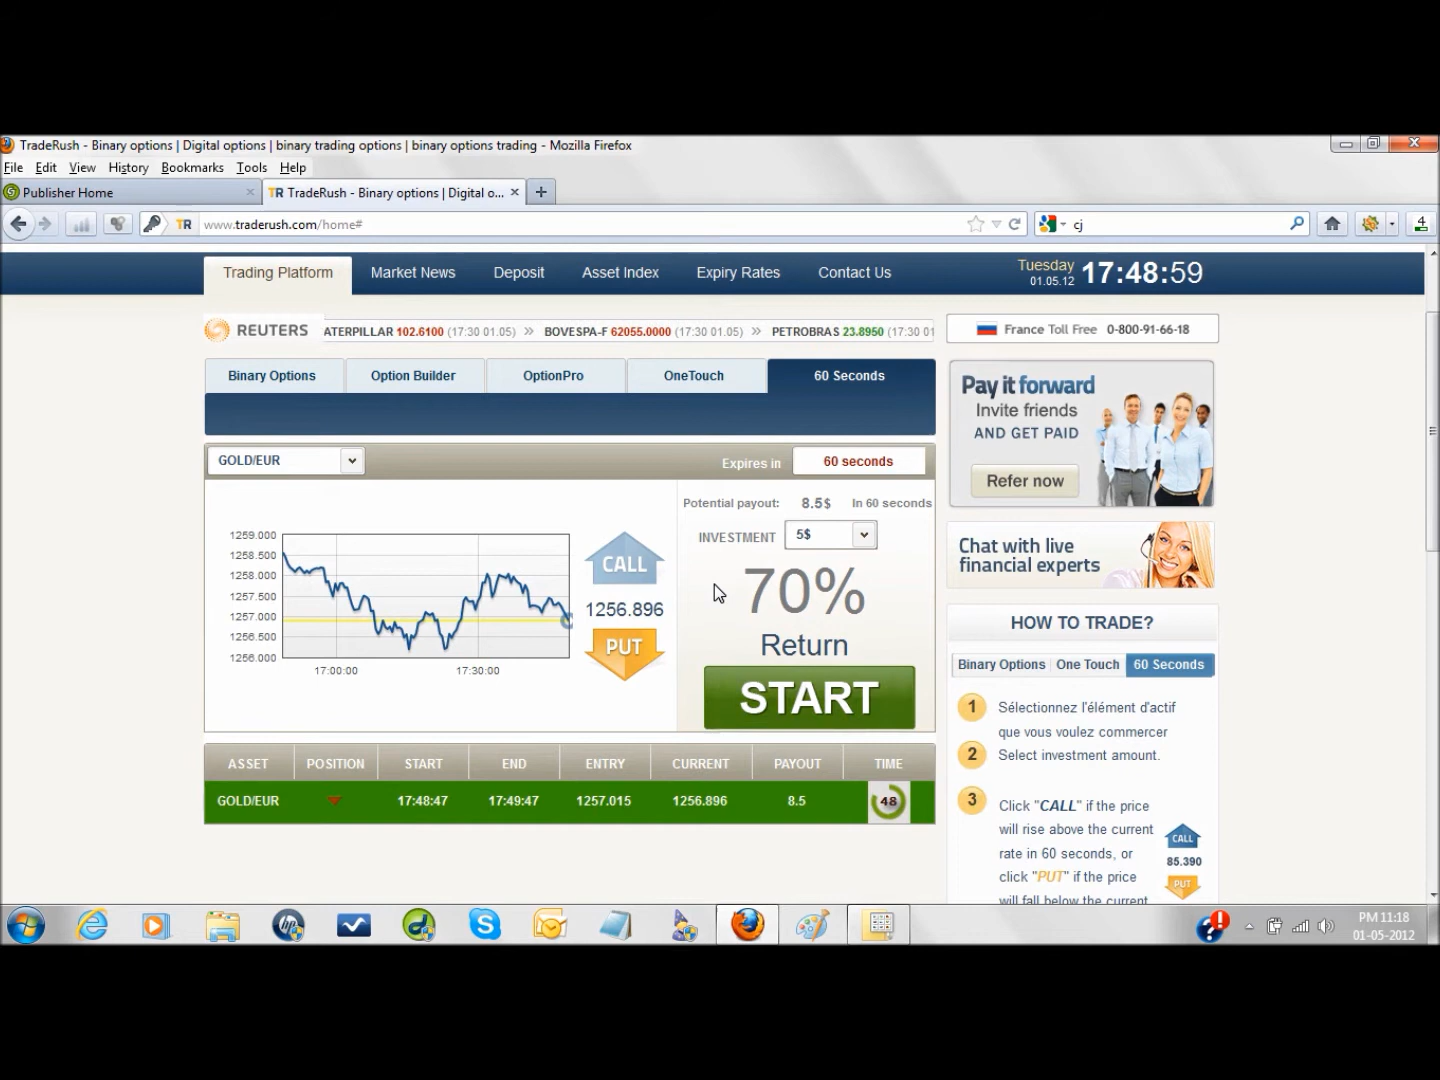 TradeRush - Binary options | Digital options | binary trading options | binary options trading - Mozilla Firefox
File Edit View History Bookmarks Tools Help
Publisher Home
TR TradeRush - Binary options | Digital o...
TR www.traderush.com/home#
cj
4
Trading Platform Market News Deposit Asset Index Expiry Rates Contact Us
Tuesday 17:48:59
01.05.12
REUTERS ATERPILLAR 102.6100 (17:30 01.05) BOVESPA-F 62055.0000 (17:30 01.05) PETROBRAS 23.8950 (17:30 01
France Toll Free 0-800-91-66-18
Binary Options Option Builder OptionPro OneTouch 60 Seconds
Pay it forward
Invite friends
AND GET PAID
Refer now
GOLD/EUR
Expires in 60 seconds
Potential payout: 8.5$ In 60 seconds
INVESTMENT 5$
1259.000
1258.500
1258.000
1257.500
1257.000
1256.500
1256.000
17:00:00 17:30:00
CALL
1256.896
PUT
70%
Return
START
Chat with live
financial experts
HOW TO TRADE?
Binary Options One Touch 60 Seconds
1 Sélectionnez l'élément d'actif
que vous voulez commercer
2 Select investment amount.
3 Click "CALL" if the price
will rise above the current
rate in 60 seconds, or
click "PUT" if the price
will fall below the current
CALL
85.390
PUT
ASSET POSITION START END ENTRY CURRENT PAYOUT TIME
GOLD/EUR 17:48:47 17:49:47 1257.015 1256.896 8.5 48
hp
PM 11:18
01-05-2012